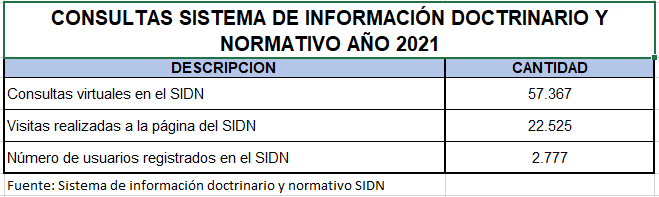 CONSULTAS SISTEMA DE INFORMACIÓN DOCTRINARIO Y
NORMATIVO AÑO 2021
DESCRIPCION CANTIDAD
Consultas virtuales en el SIDN 57.367
Visitas realizadas a la página del SIDN 22.525
Número de usuarios registrados en el SIDN 2.777
Fuente: Sistema de información doctrinario y normativo SIDN